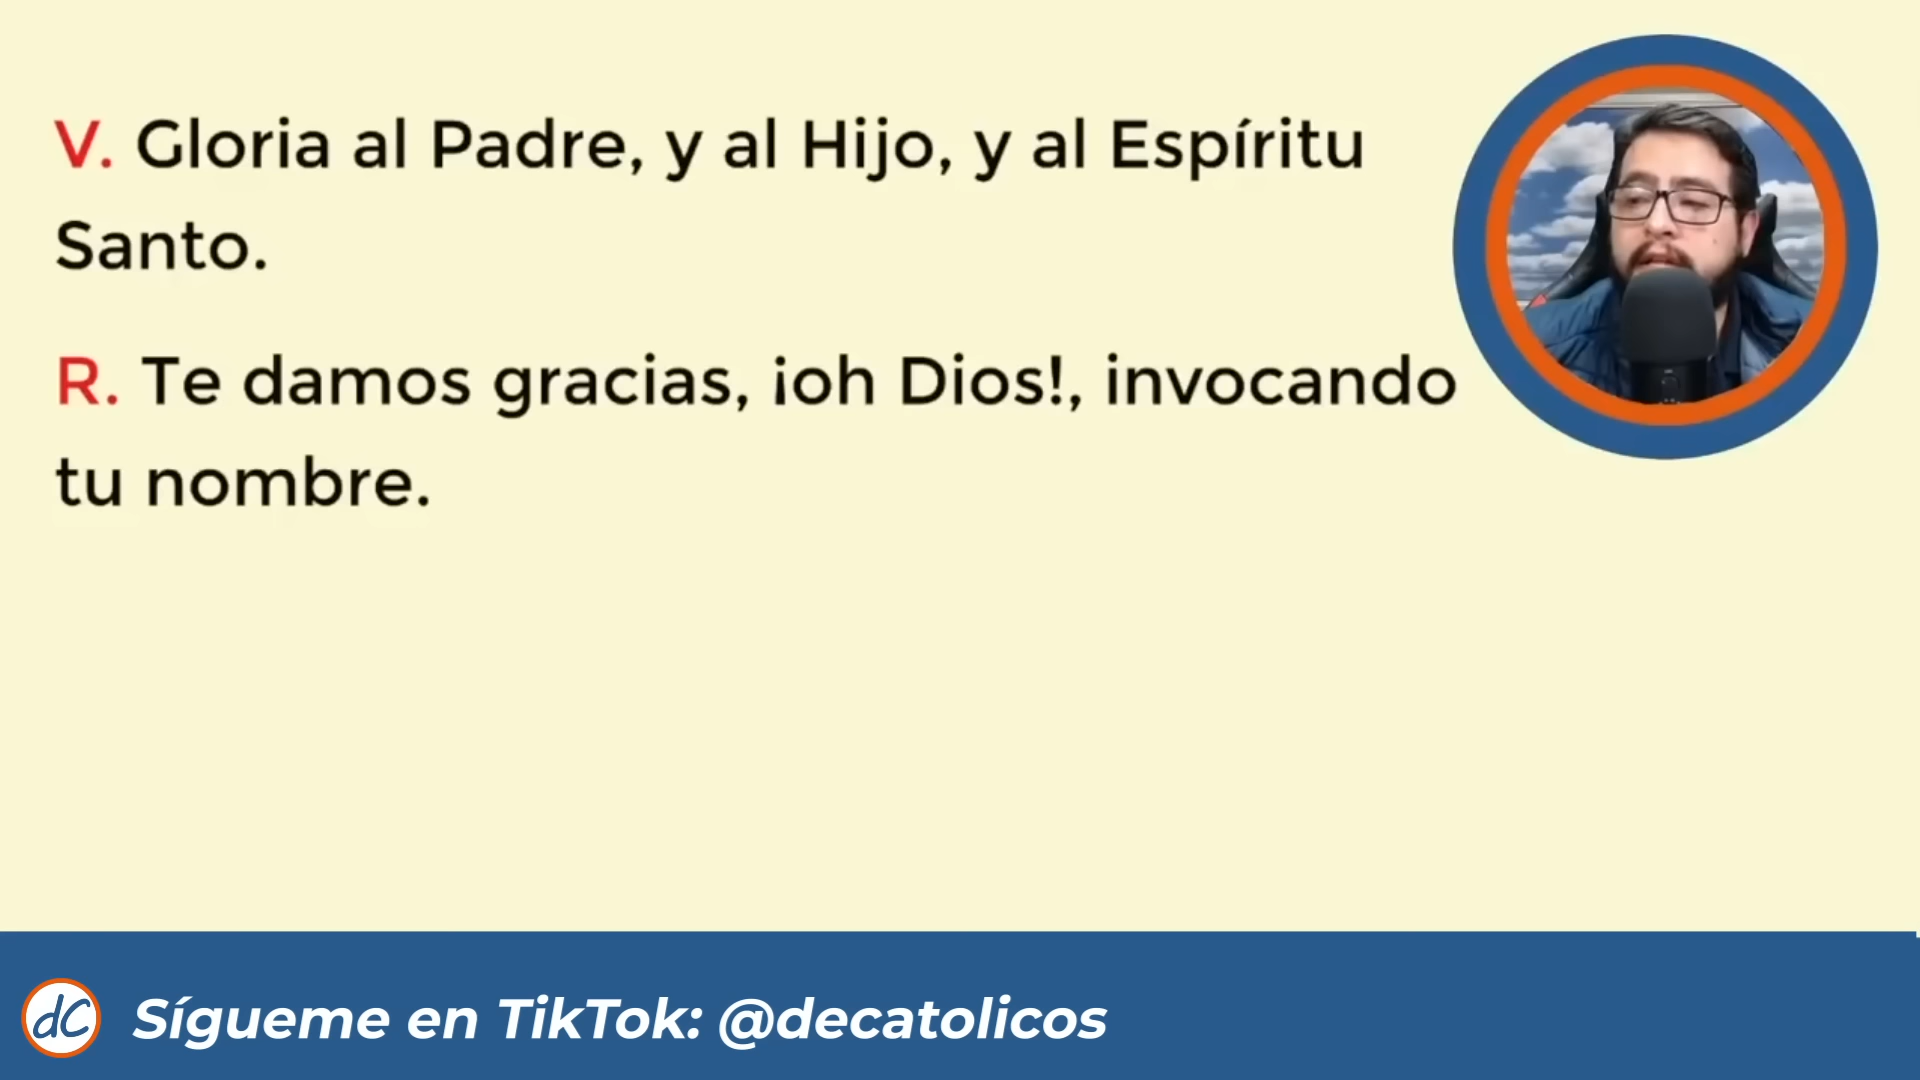 V. Gloria al Padre, y al Hijo, y al Espíritu
Santo.
R. Te damos gracias, ¡oh Dios!, invocando
tu nombre.
dC Sígueme en TikTok: @decatolicos